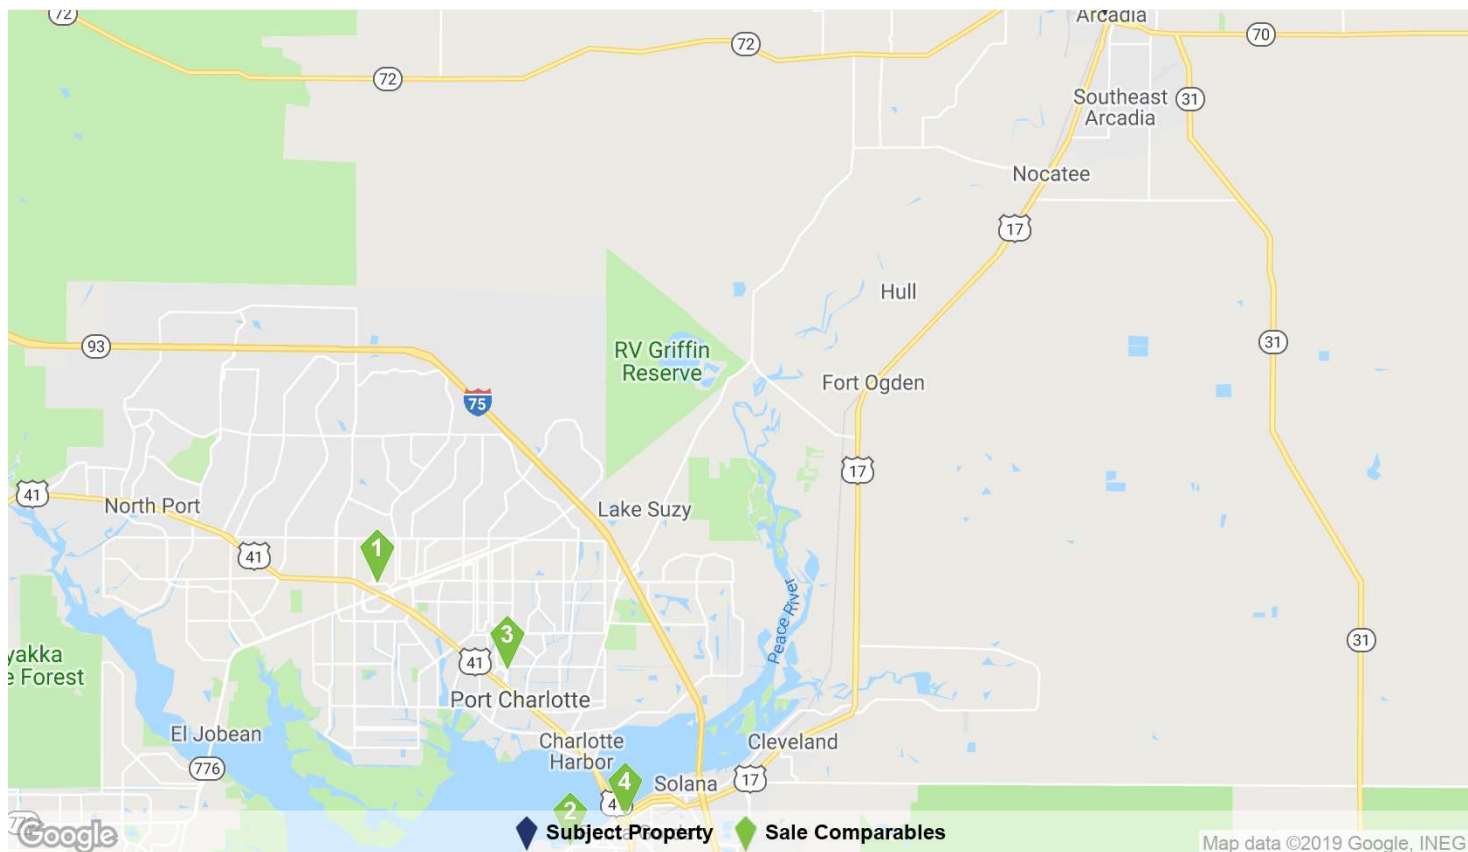 72
Arcadia
72
70
72
Southeast
Arcadia
31
Nocatee
17
Hull
93
RV Griffin
Reserve
31
Fort Ogden
75
17
41
North Port
Lake Suzy
1
41
Peace River
3
31
yakka
e Forest
41
Port Charlotte
El Jobean
Charlotte
Harbor
Cleveland
776
4
Solana
17
2
Google
Subject Property
Sale Comparables
Map data ©2019 Google, INEG